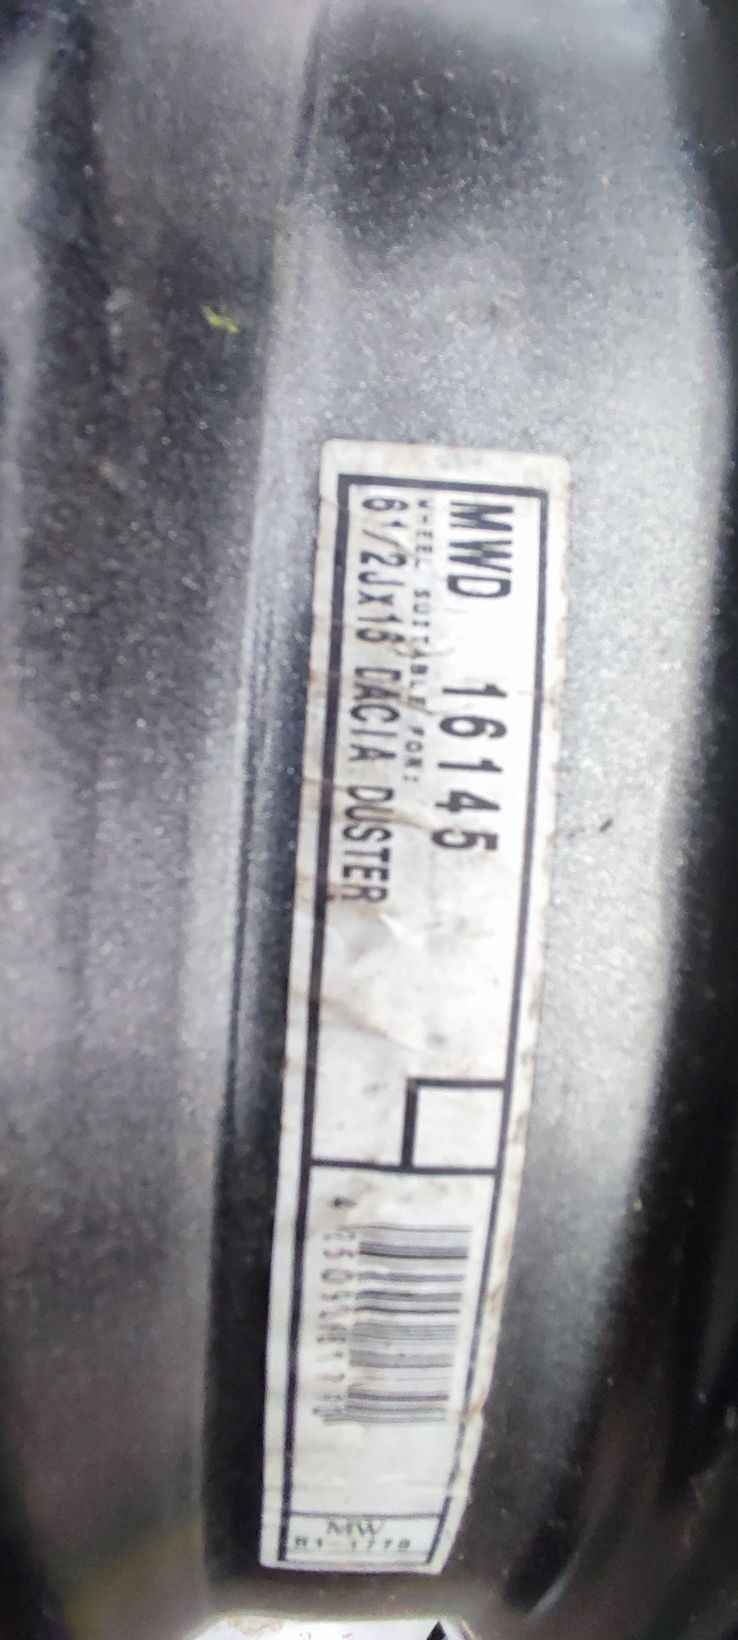 MWD 16145
WHEEL SUITABLE FOR:
6 1/2Jx16 DACIA DUSTER
MW